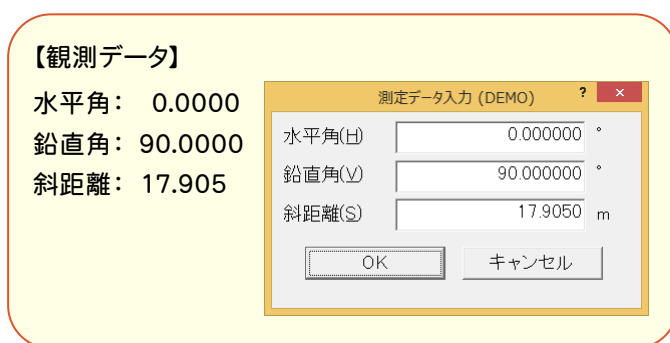 【観測データ】
水平角: 0.0000
鉛直角: 90.0000
斜距離: 17.905
測定データ入力 (DEMO) ? ×
水平角(H) 0.000000 °
鉛直角(V) 90.000000 °
斜距離(S) 17.9050 m
OK キャンセル